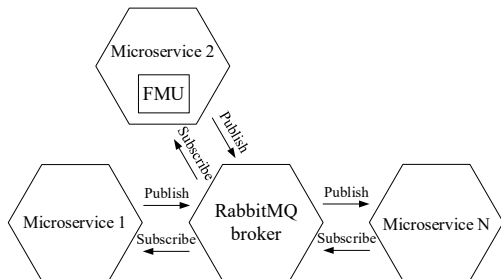 Microservice 2
FMU
Publish
Subscribe
Publish
Publish
Microservice 1
RabbitMQ
broker
Microservice N
Subscribe
Subscribe